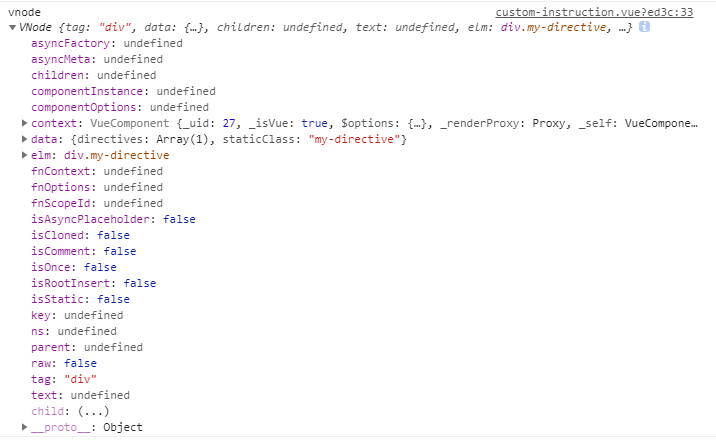 vnode custom-instruction.vue?ed3c:33
▼VNode {tag: "div", data: {…}, children: undefined, text: undefined, elm: div.my-directive, …} i
asyncFactory: undefined
asyncMeta: undefined
children: undefined
componentInstance: undefined
componentOptions: undefined
▶context: VueComponent {_uid: 27, _isVue: true, $options: {…}, _renderProxy: Proxy, _self: VueCompone…
▶data: {directives: Array(1), staticClass: "my-directive"}
▶elm: div.my-directive
fnContext: undefined
fnOptions: undefined
fnScopeId: undefined
isAsyncPlaceholder: false
isCloned: false
isComment: false
isOnce: false
isRootInsert: false
isStatic: false
key: undefined
ns: undefined
parent: undefined
raw: false
tag: "div"
text: undefined
child: (...)
▶__proto__: Object